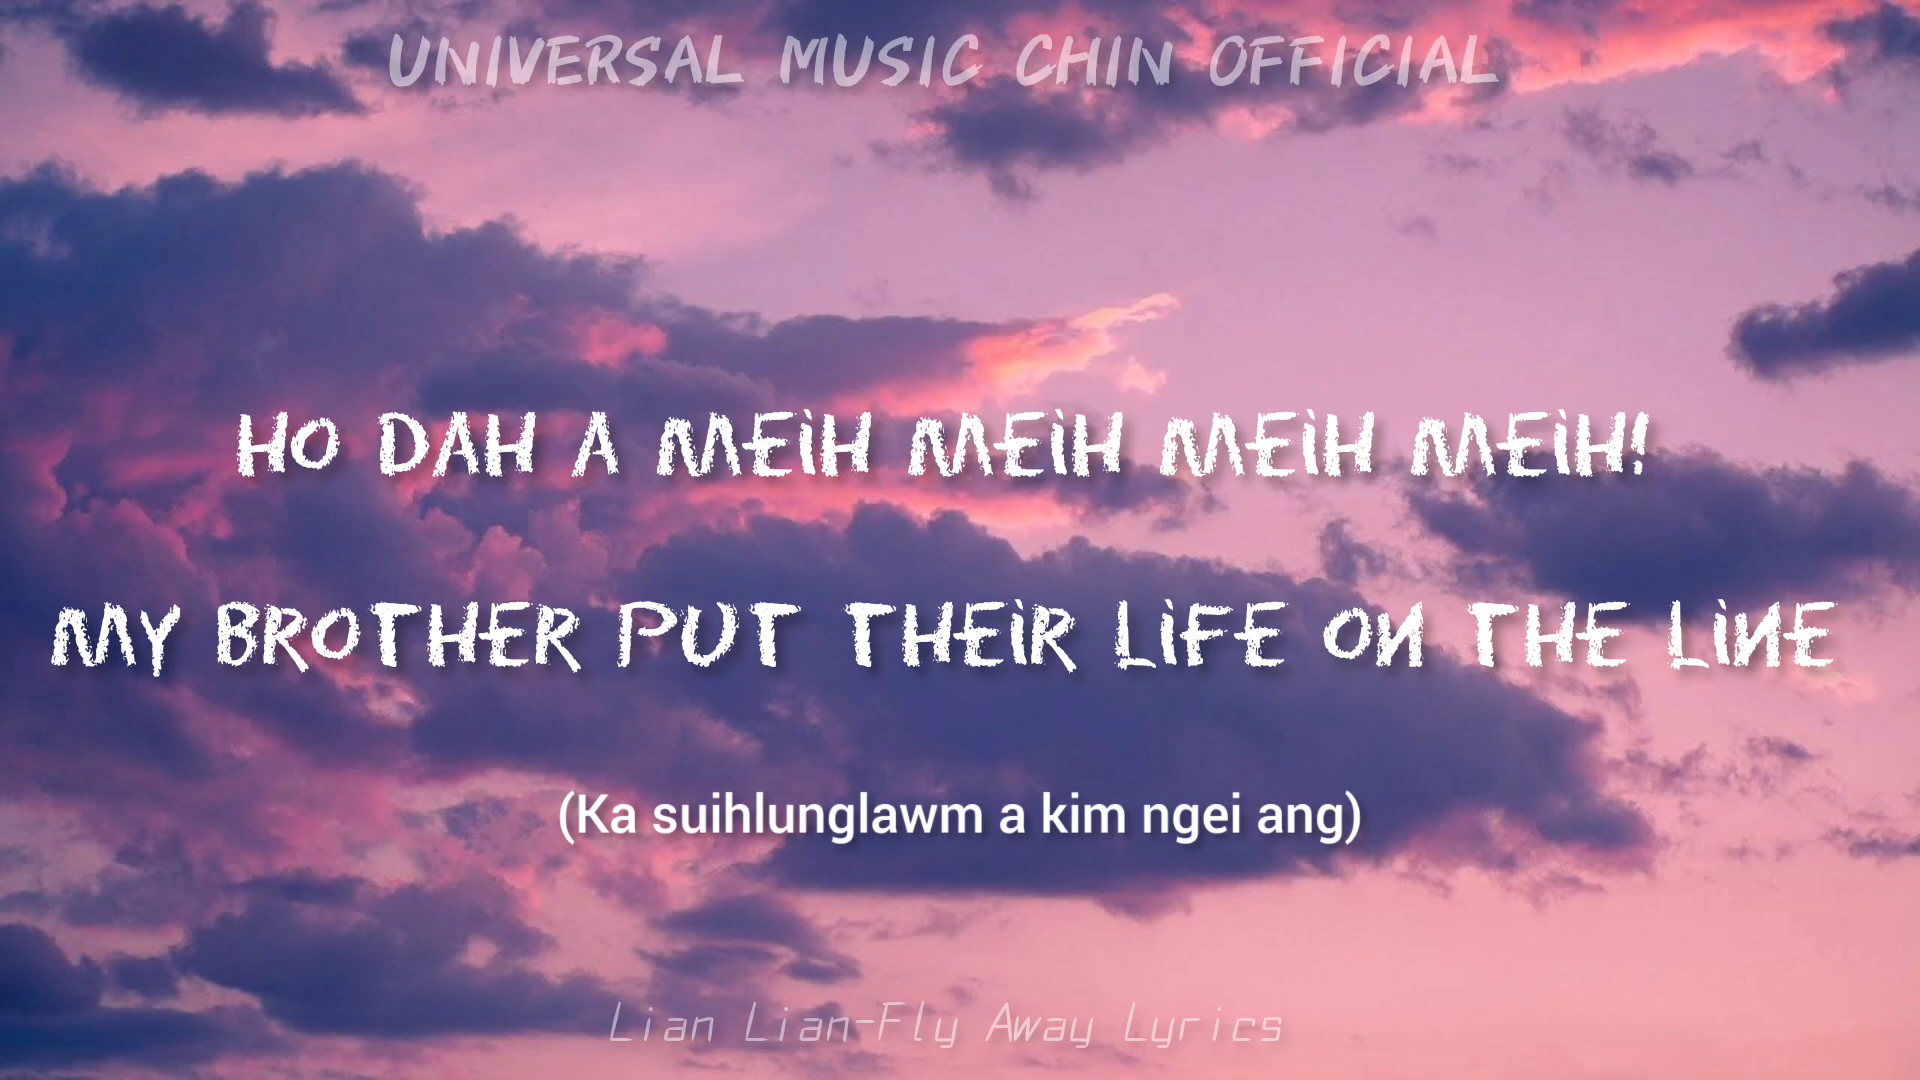 UNIVERSAL MUSIC CHIN OFFICIAL
HO DAH A MEIH MEIH MEIH MEIH!
MY BROTHER PUT THEIR LIFE ON THE LINE
(Ka suihlunglawm a kim ngei ang)
Lian Lian-Fly Away Lyrics